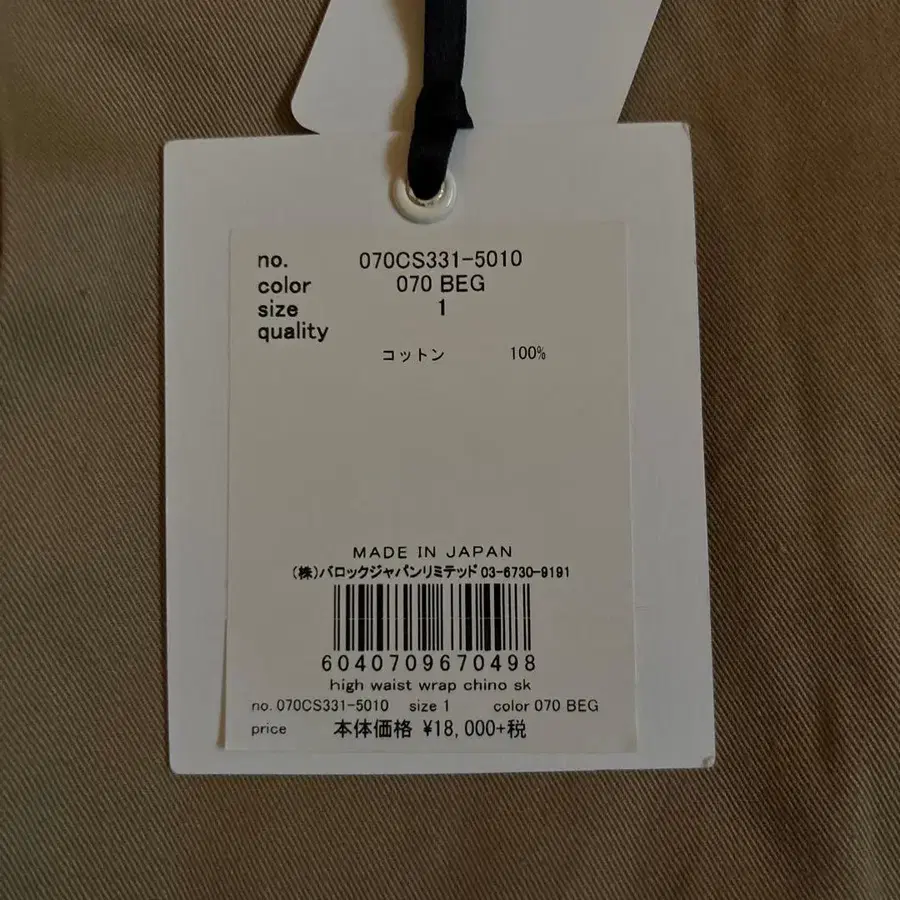 no. 070CS331-5010
color 070 BEG
size 1
quality
コットン 100%
MADE IN JAPAN
(株)バロックジャパンリミテッド 03-6730-9191
6040709670498
high waist wrap chino sk
no. 070CS331-5010 size 1 color 070 BEG
price 本体価格 ¥18,000+税